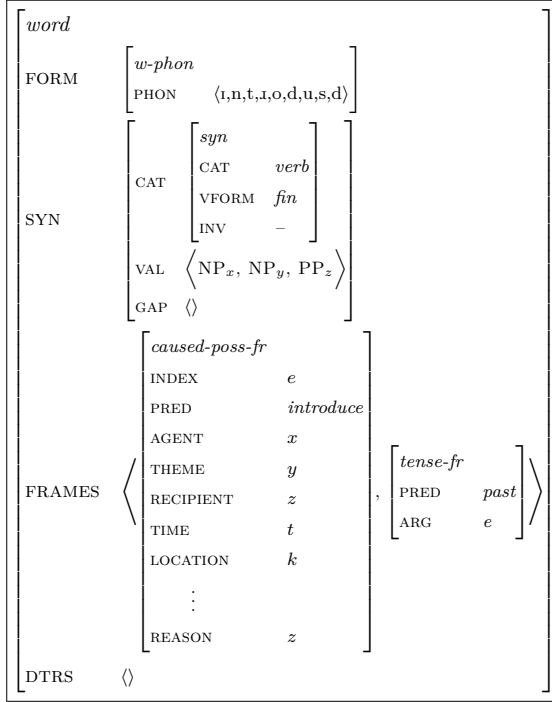 word
FORM
w-phon
PHON ⟨ɪ,n,t,ɹ,o,d,u,s,d⟩
SYN
CAT
syn
CAT verb
VFORM fin
INV –
VAL ⟨NPx, NPy, PPz⟩
GAP ⟨⟩
FRAMES
caused-poss-fr
INDEX e
PRED introduce
AGENT x
THEME y
RECIPIENT z
TIME t
LOCATION k
⋮
REASON z
,
tense-fr
PRED past
ARG e
DTRS ⟨⟩